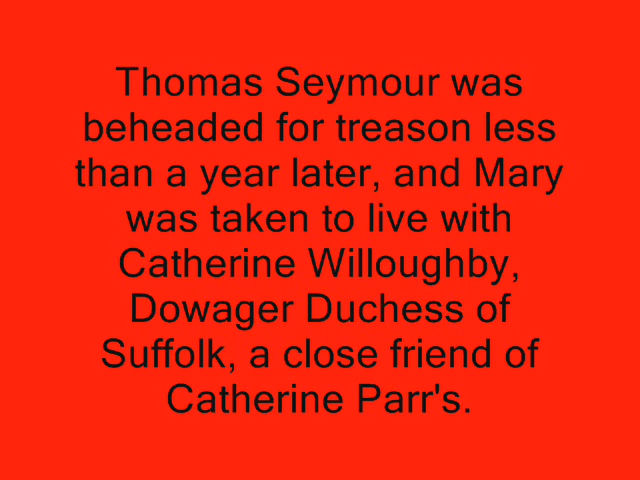 Thomas Seymour was
beheaded for treason less
than a year later, and Mary
was taken to live with
Catherine Willoughby,
Dowager Duchess of
Suffolk, a close friend of
Catherine Parr's.